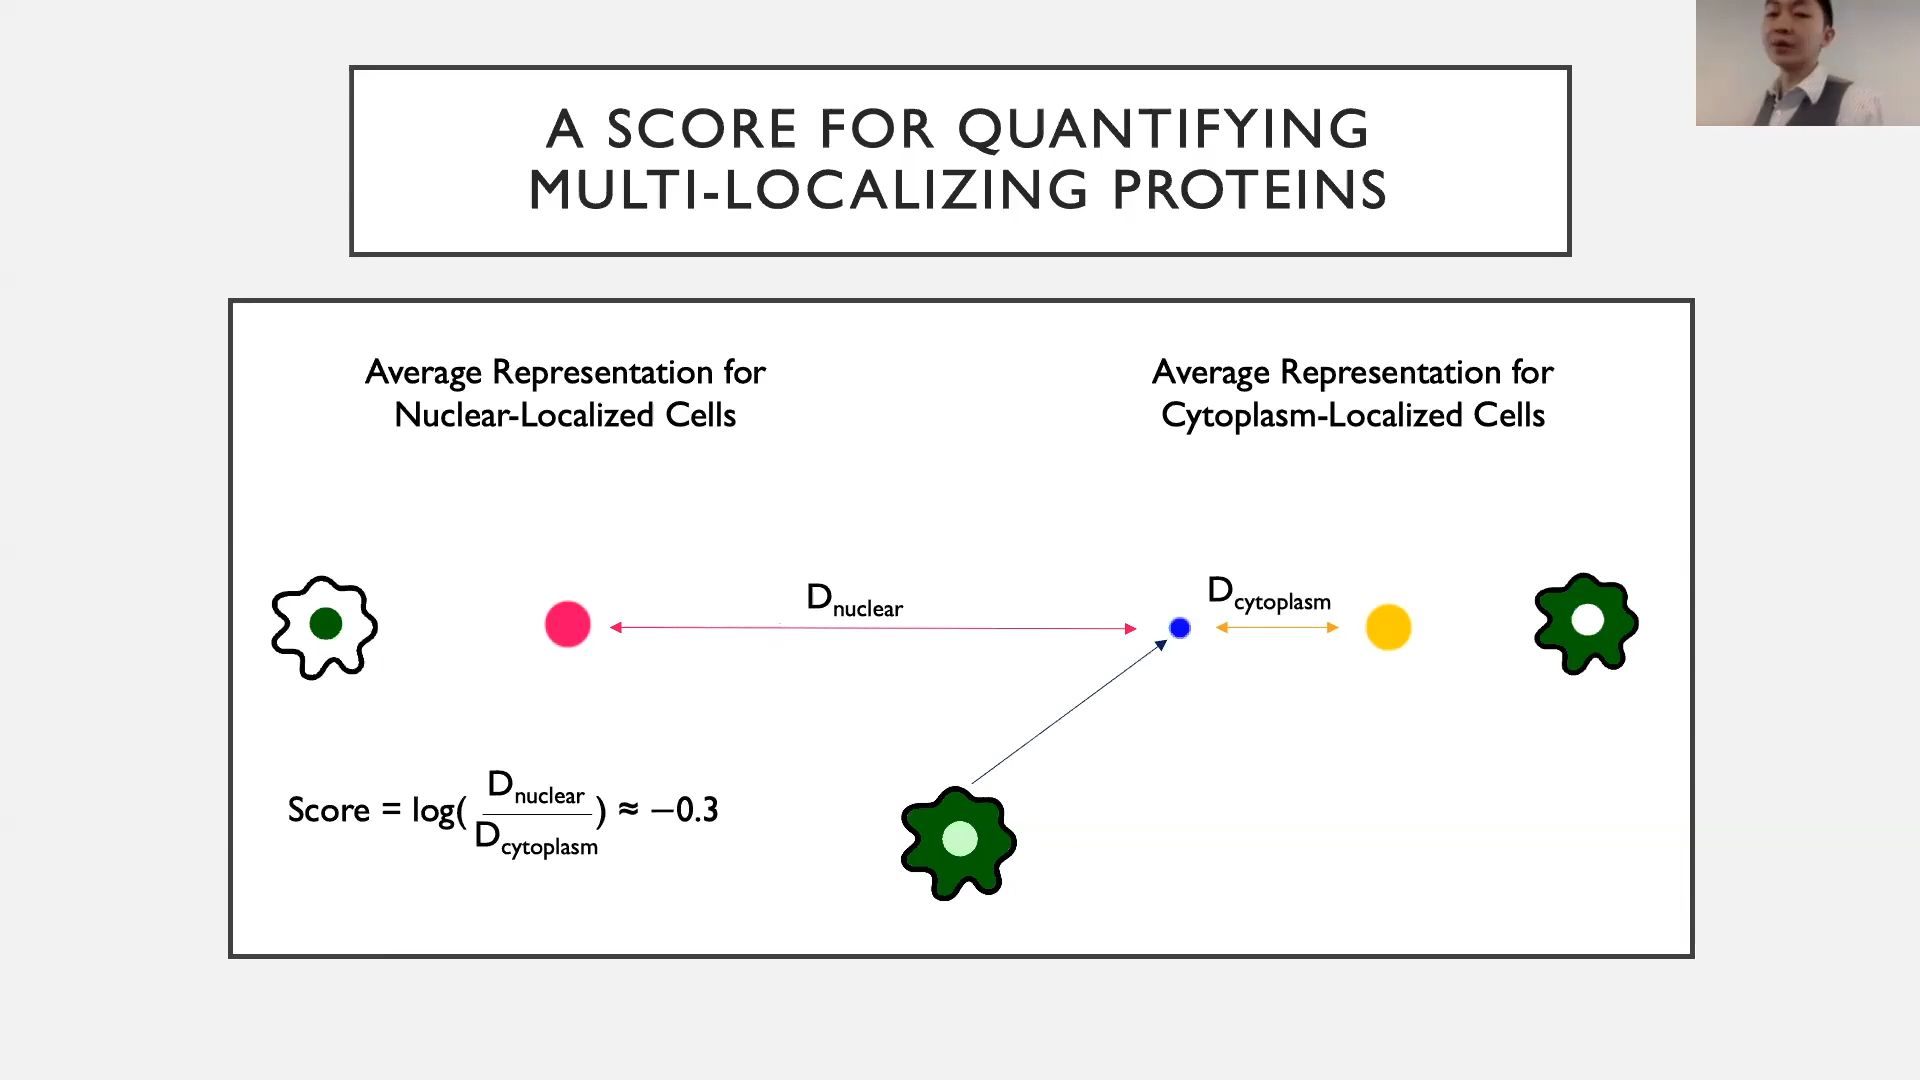 A SCORE FOR QUANTIFYING
MULTI-LOCALIZING PROTEINS
Average Representation for
Nuclear-Localized Cells
Average Representation for
Cytoplasm-Localized Cells
Dnuclear
Dcytoplasm
Score = log( Dnuclear / Dcytoplasm ) ≈ −0.3